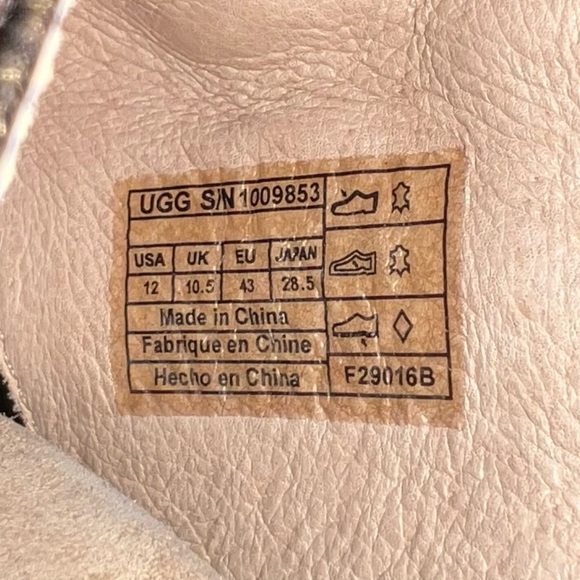 UGG S/N 1009853
USA UK EU JAPAN
12 10.5 43 28.5
Made in China
Fabrique en Chine
Hecho en China
F29016B